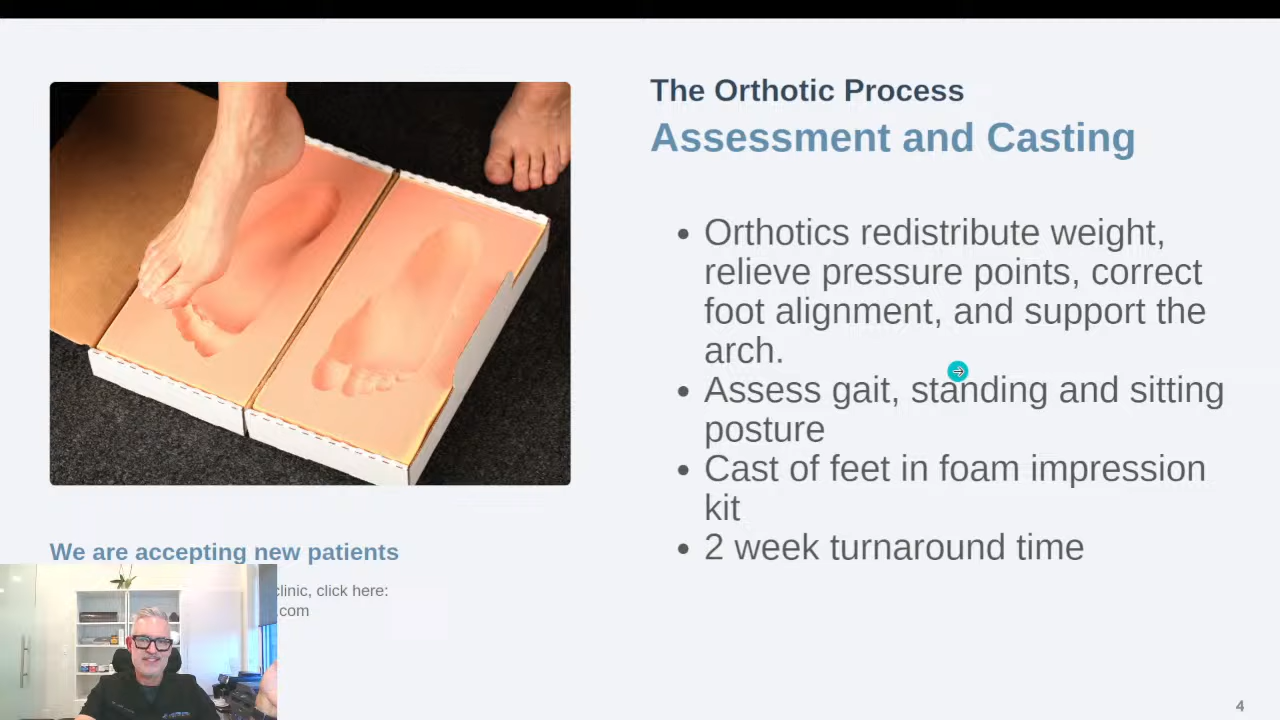 The Orthotic Process
Assessment and Casting
• Orthotics redistribute weight,
relieve pressure points, correct
foot alignment, and support the
arch.
• Assess gait, standing and sitting
posture
• Cast of feet in foam impression
kit
• 2 week turnaround time
We are accepting new patients
clinic, click here:
.com
4